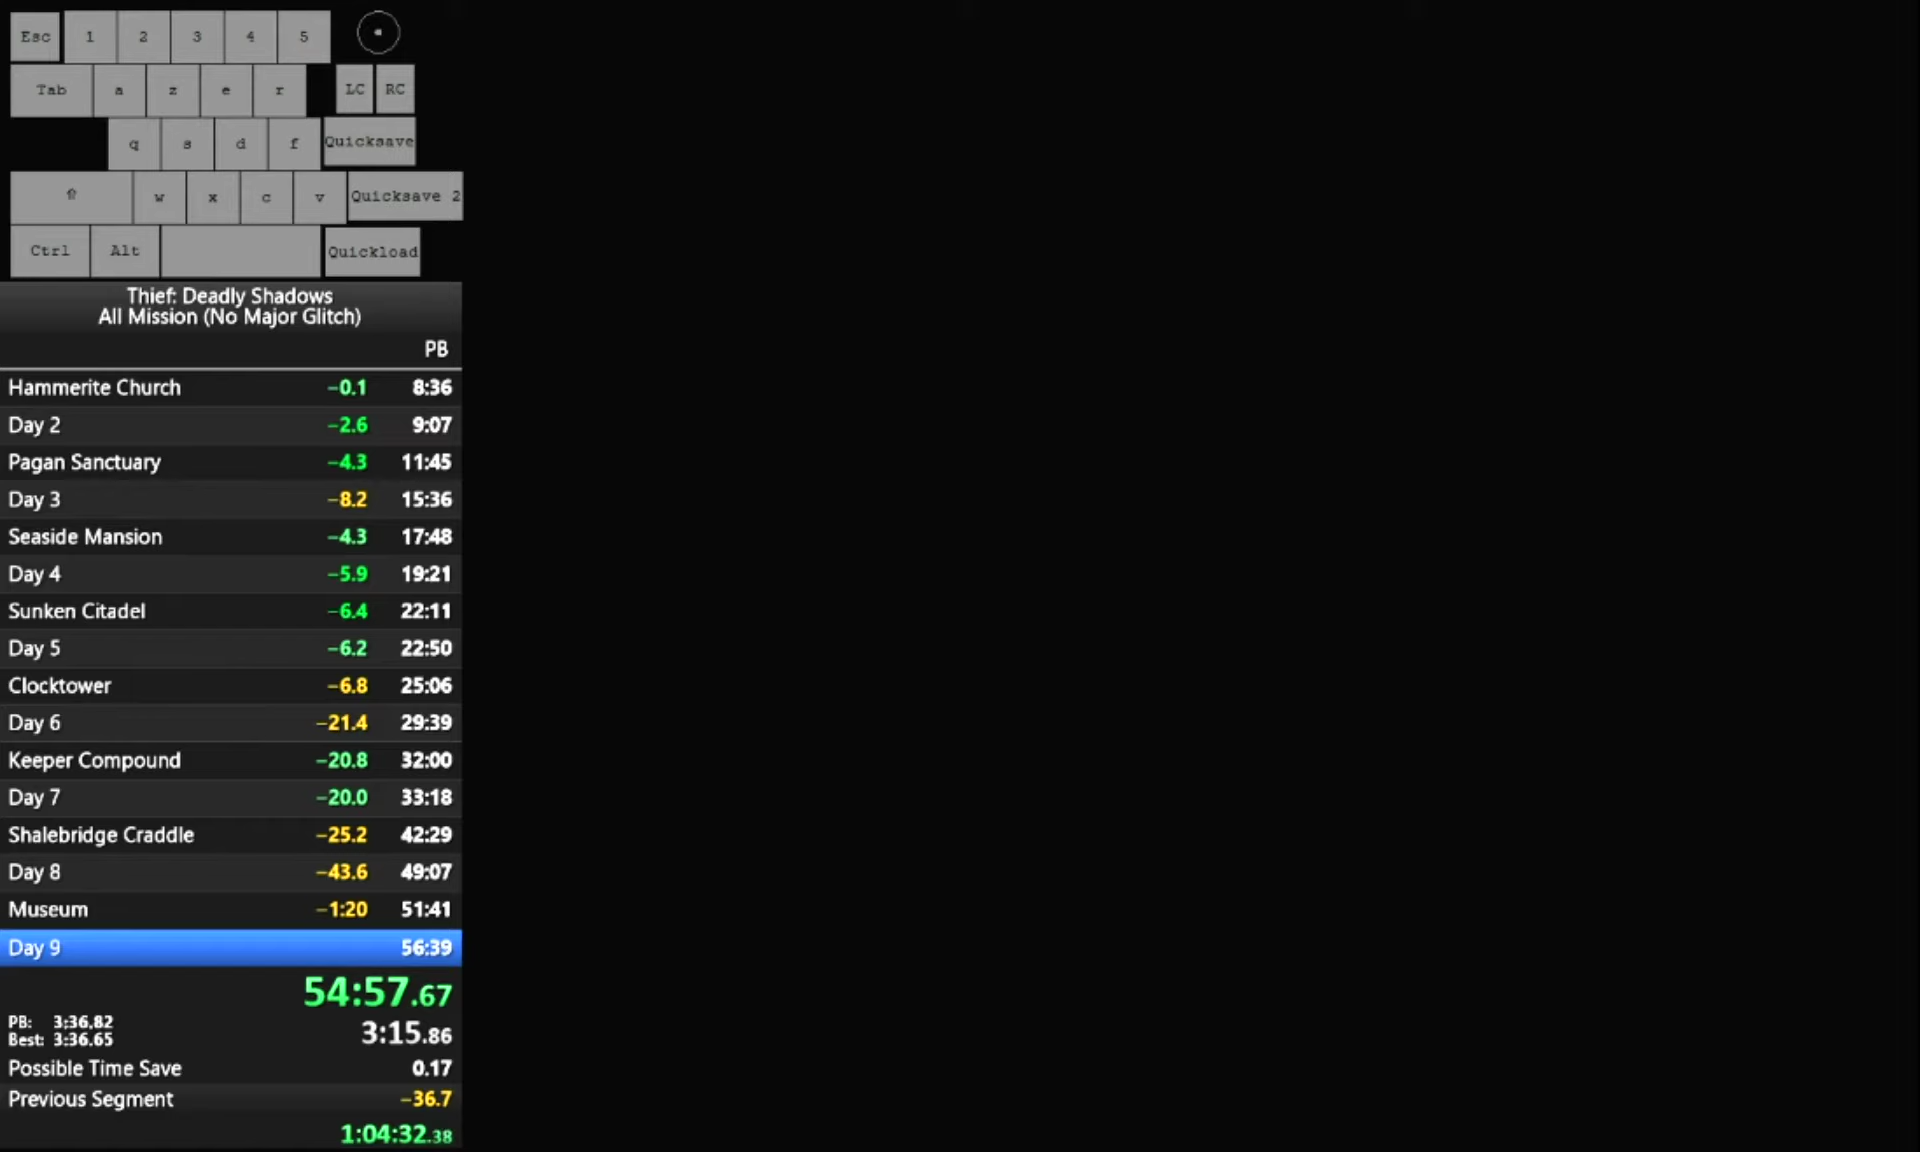 Esc 1 2 3 4 5
Tab a z e r LC RC
q s d f Quicksave
⇧ w x c v Quicksave 2
Ctrl Alt Quickload
Thief: Deadly Shadows
All Mission (No Major Glitch)
PB
Hammerite Church −0.1 8:36
Day 2 −2.6 9:07
Pagan Sanctuary −4.3 11:45
Day 3 −8.2 15:36
Seaside Mansion −4.3 17:48
Day 4 −5.9 19:21
Sunken Citadel −6.4 22:11
Day 5 −6.2 22:50
Clocktower −6.8 25:06
Day 6 −21.4 29:39
Keeper Compound −20.8 32:00
Day 7 −20.0 33:18
Shalebridge Craddle −25.2 42:29
Day 8 −43.6 49:07
Museum −1:20 51:41
Day 9 56:39
54:57.67
PB: 3:36.82
Best: 3:36.65
3:15.86
Possible Time Save 0.17
Previous Segment −36.7
1:04:32.38